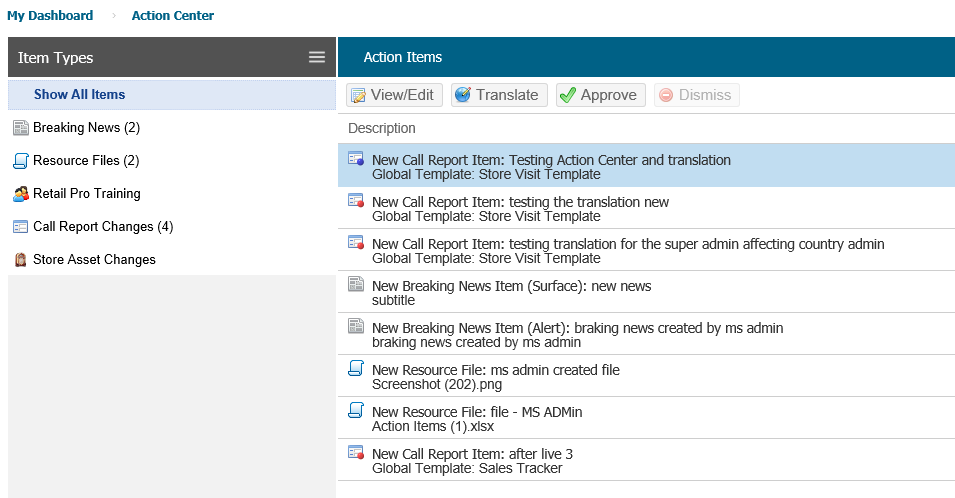 My Dashboard › Action Center
Item Types
Show All Items
Breaking News (2)
Resource Files (2)
Retail Pro Training
Call Report Changes (4)
Store Asset Changes
Action Items
View/Edit Translate Approve Dismiss
Description
New Call Report Item: Testing Action Center and translation
Global Template: Store Visit Template
New Call Report Item: testing the translation new
Global Template: Store Visit Template
New Call Report Item: testing translation for the super admin affecting country admin
Global Template: Store Visit Template
New Breaking News Item (Surface): new news
subtitle
New Breaking News Item (Alert): braking news created by ms admin
braking news created by ms admin
New Resource File: ms admin created file
Screenshot (202).png
New Resource File: file - MS ADMin
Action Items (1).xlsx
New Call Report Item: after live 3
Global Template: Sales Tracker